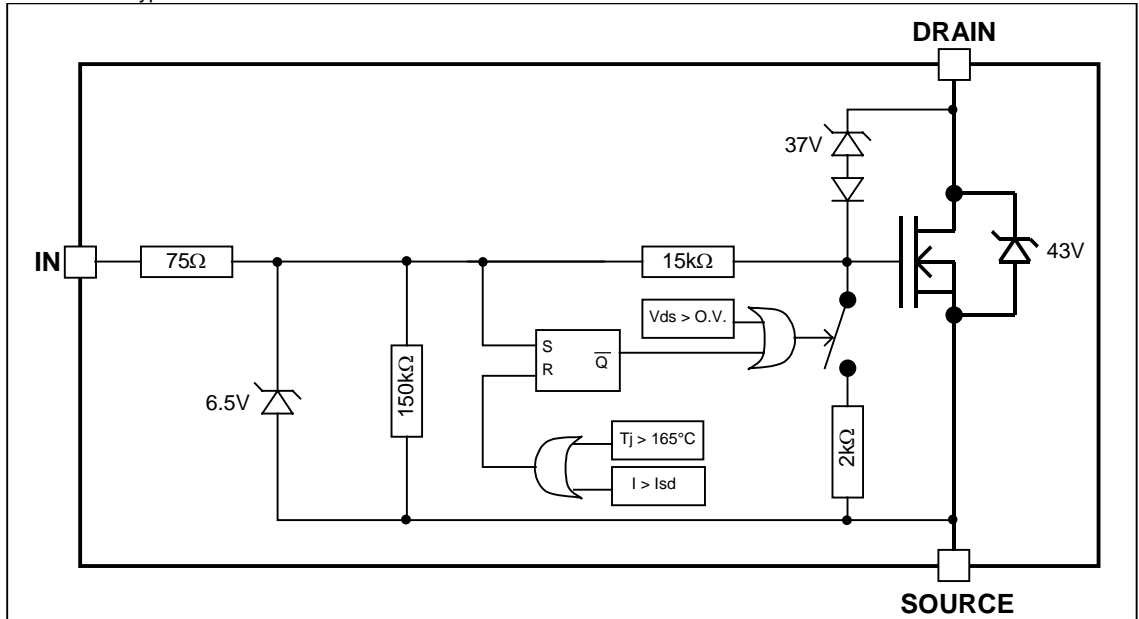 DRAIN
37V
43V
IN
75Ω
15kΩ
Vds > O.V.
S
R
Q̅
6.5V
150kΩ
Tj > 165°C
I > Isd
2kΩ
SOURCE